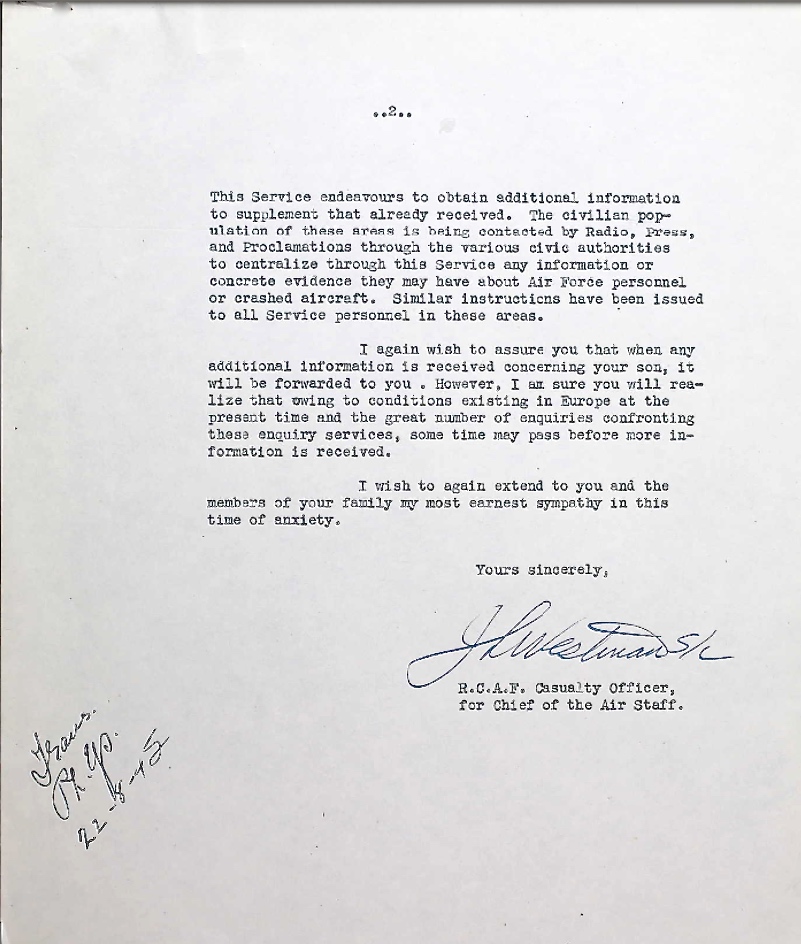 ..2..
This Service endeavours to obtain additional information
to supplement that already received. The civilian pop-
ulation of these areas is being contacted by Radio, Press,
and Proclamations through the various civic authorities
to centralize through this Service any information or
concrete evidence they may have about Air Force personnel
or crashed aircraft. Similar instructions have been issued
to all Service personnel in these areas.
I again wish to assure you that when any
additional information is received concerning your son, it
will be forwarded to you . However, I am sure you will rea-
lize that owing to conditions existing in Europe at the
present time and the great number of enquiries confronting
these enquiry services, some time may pass before more in-
formation is received.
I wish to again extend to you and the
members of your family my most earnest sympathy in this
time of anxiety.
Yours sincerely,
JLWestman S/L
R.C.A.F. Casualty Officer,
for Chief of the Air Staff.
22-8-45